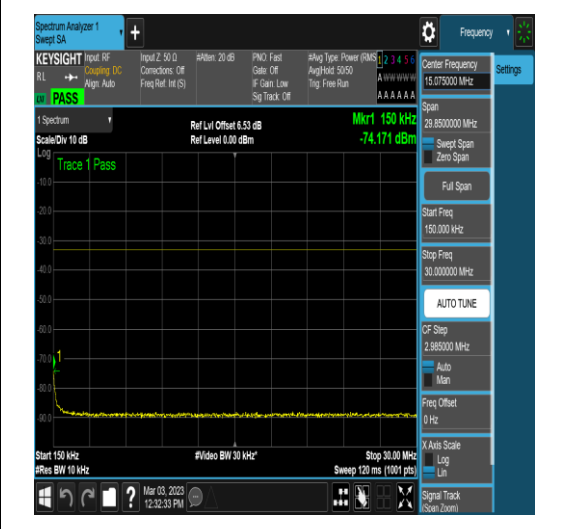 Spectrum Analyzer 1
Swept SA
Frequency
KEYSIGHT
Input: RF
Coupling: DC
Align: Auto
Input Z: 50 Ω
Corrections: Off
Freq Ref: Int (S)
#Atten: 20 dB
PNO: Fast
Gate: Off
IF Gain: Low
Sig Track: Off
#Avg Type: Power (RMS
Avg|Hold: 50/50
Trig: Free Run
1 2 3 4 5 6
A W W W W W
A A A A A A
R L
PASS
1 Spectrum
Scale/Div 10 dB
Ref Lvl Offset 6.53 dB
Ref Level 0.00 dBm
Mkr1 150 kHz
-74.171 dBm
Log
Trace 1 Pass
-10.0
-20.0
-30.0
-40.0
-50.0
-60.0
-70.0
-80.0
-90.0
1
Start 150 kHz
#Video BW 30 kHz*
Stop 30.00 MHz
#Res BW 10 kHz
Sweep 120 ms (1001 pts)
Mar 03, 2023
12:32:33 PM
Center Frequency
15.075000 MHz
Settings
Span
29.8500000 MHz
Swept Span
Zero Span
Full Span
Start Freq
150.000 kHz
Stop Freq
30.000000 MHz
AUTO TUNE
CF Step
2.985000 MHz
Auto
Man
Freq Offset
0 Hz
X Axis Scale
Log
Lin
Signal Track
(Span Zoom)